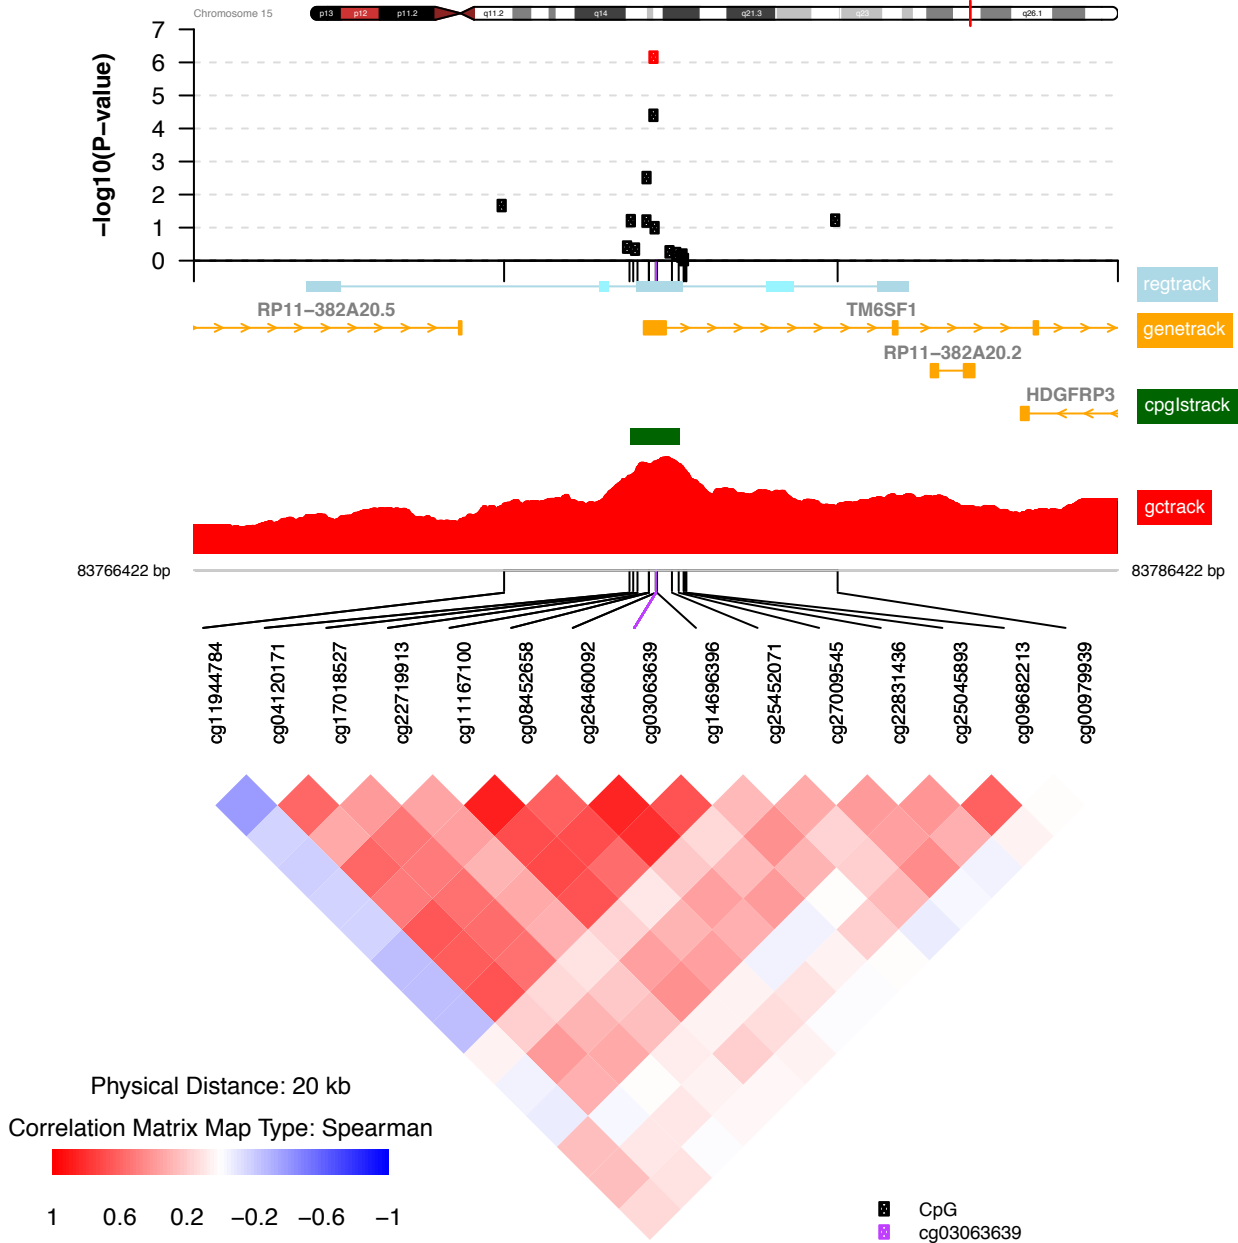 Chromosome 15
p13 p12 p11.2 q11.2 q14 q21.3 q23 q26.1
7
6
5
4
3
2
1
0
−log10(P−value)
regtrack
RP11−382A20.5 TM6SF1
genetrack
RP11−382A20.2
HDGFRP3
cpgIstrack
gctrack
83766422 bp 83786422 bp
cg11944784
cg04120171
cg17018527
cg22719913
cg11167100
cg08452658
cg26460092
cg03063639
cg14696396
cg25452071
cg27009545
cg22831436
cg25045893
cg09682213
cg00979939
Physical Distance: 20 kb
Correlation Matrix Map Type: Spearman
1 0.6 0.2 −0.2 −0.6 −1
CpG
cg03063639